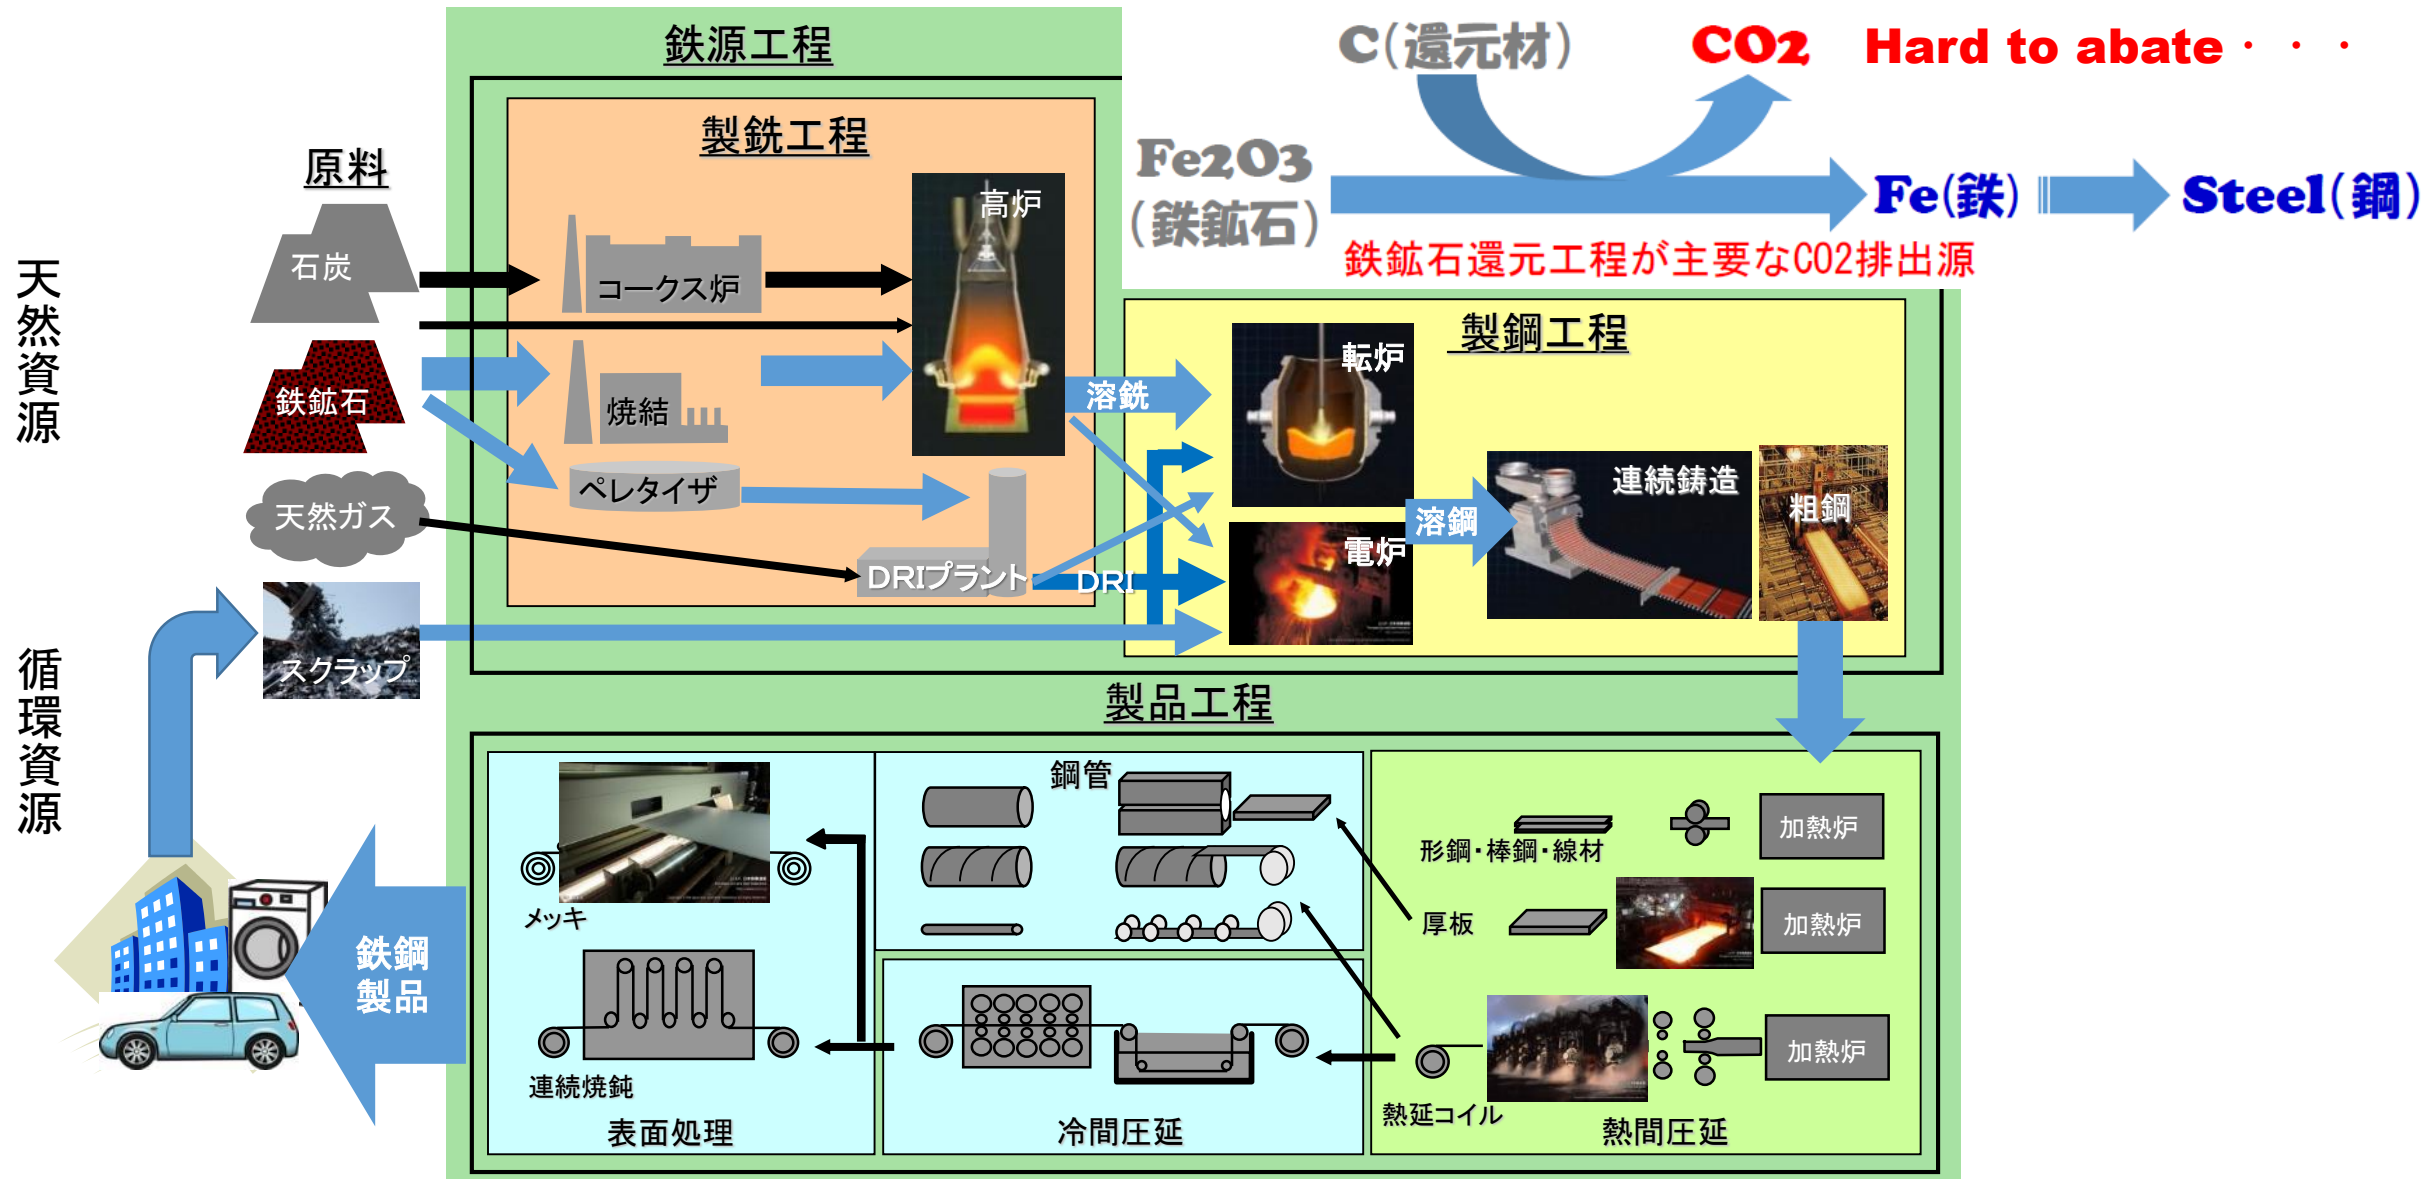 鉄源工程
C(還元材)
CO2
Hard to abate・・・
製銑工程
原料
Fe2O3
(鉄鉱石)
Fe(鉄)
Steel(鋼)
鉄鉱石還元工程が主要なCO2排出源
天然資源
石炭
コークス炉
高炉
鉄鉱石
焼結
ペレタイザ
天然ガス
DRIプラント
製鋼工程
転炉
溶銑
電炉
DRI
溶鋼
連続鋳造
粗鋼
循環資源
スクラップ
製品工程
鋼管
メッキ
連続焼鈍
表面処理
冷間圧延
形鋼・棒鋼・線材
加熱炉
厚板
加熱炉
熱延コイル
加熱炉
熱間圧延
鉄鋼
製品